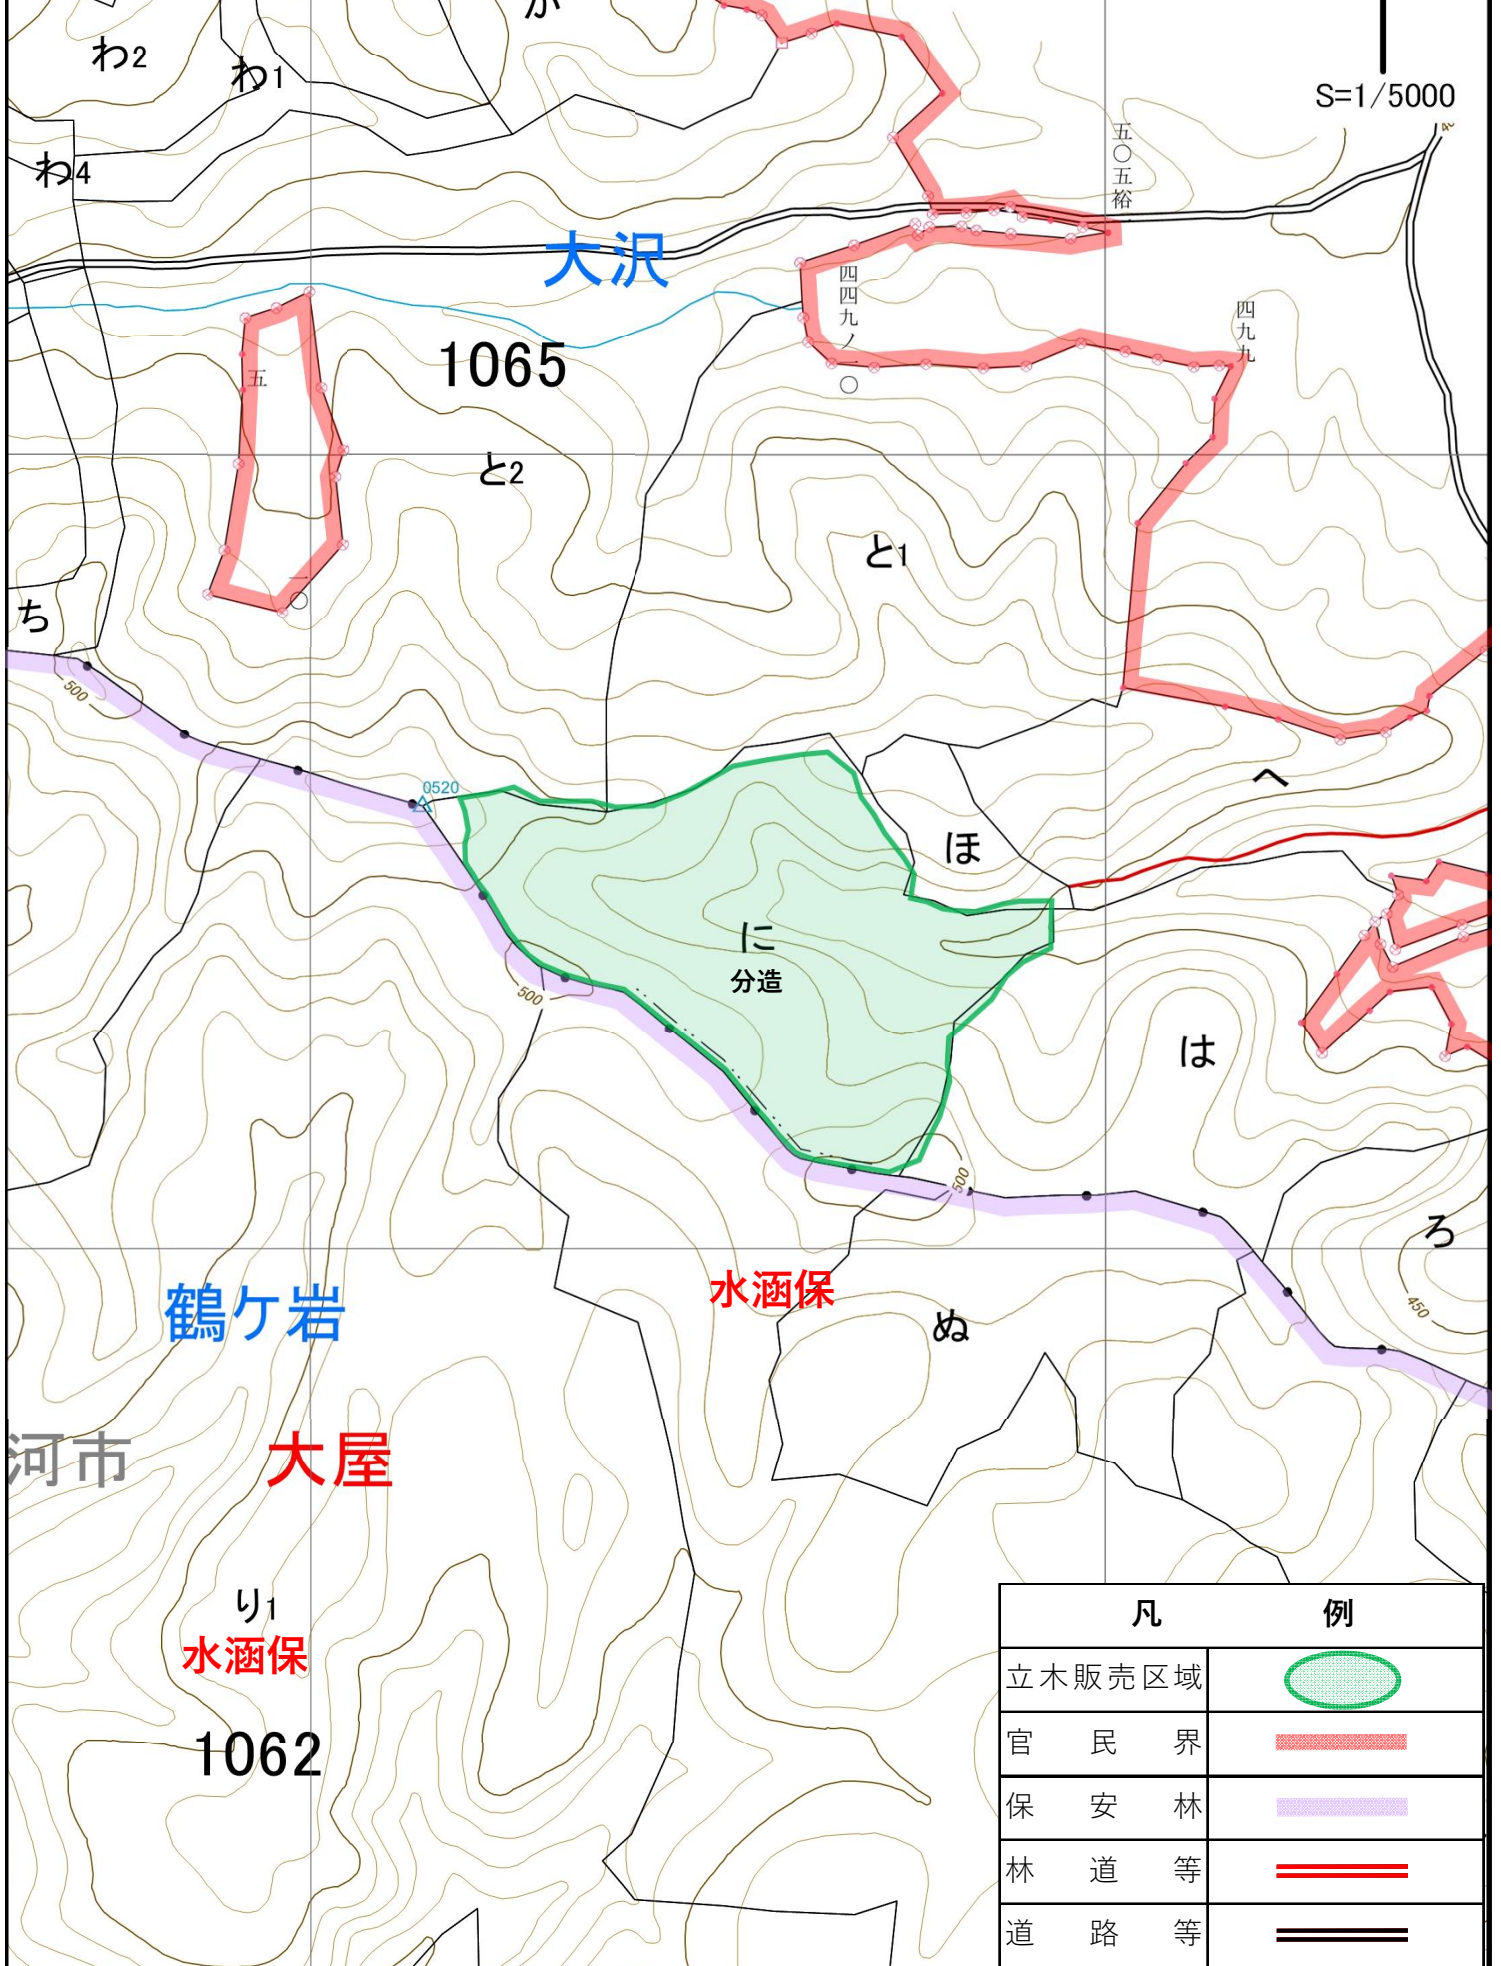 か
わ2
わ1
S=1/5000
わ4
五〇五裕
大沢
四四九ノ一〇
四九九
1065
五
と2
と1
一〇
ち
500
0520
へ
ほ
に
分造
500
は
500
ろ
水涵保
鶴ケ岩
450
ぬ
河市
大屋
り1
水涵保
1062
凡 例
立木販売区域
官民界
保安林
林道等
道路等